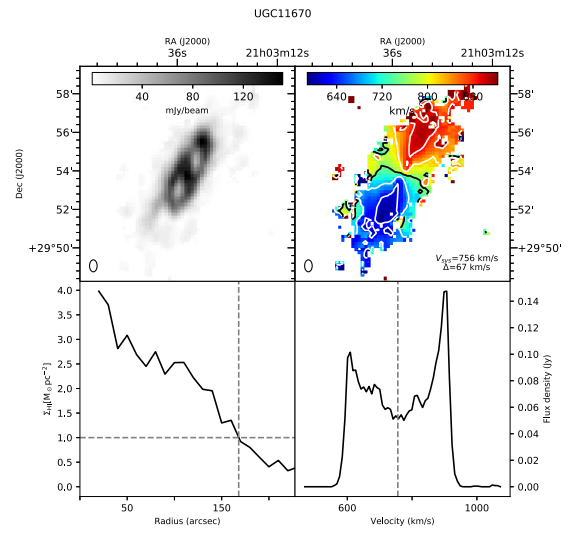 UGC11670
RA (J2000)
RA (J2000)
36s 21h03m12s
36s 21h03m12s
58'
56'
54'
52'
+29°50'
Dec (J2000)
40 80 120
mJy/beam
640 720 800
km/s
58'
56'
54'
52'
+29°50'
V_sys=756 km/s
Δ=67 km/s
4.0
3.5
3.0
2.5
2.0
1.5
1.0
0.5
0.0
Σ_HI[M_⊙ pc⁻²]
50 150
Radius (arcsec)
0.14
0.12
0.10
0.08
0.06
0.04
0.02
0.00
Flux density (Jy)
600 1000
Velocity (km/s)